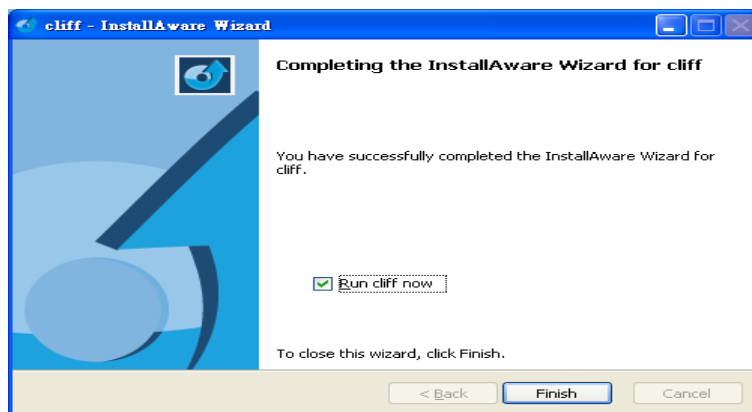 cliff - InstallAware Wizard
Completing the InstallAware Wizard for cliff
You have successfully completed the InstallAware Wizard for
cliff.
Run cliff now
To close this wizard, click Finish.
< Back
Finish
Cancel